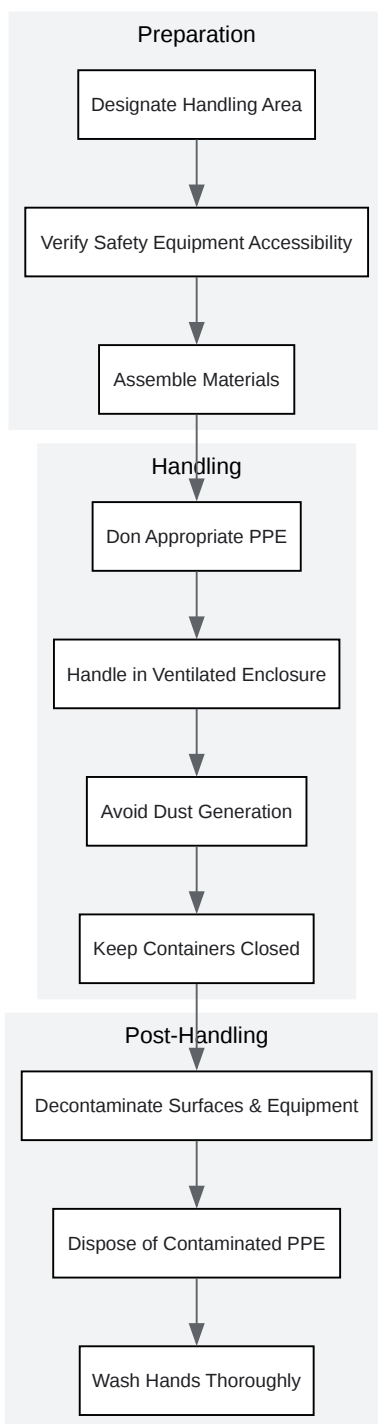 Preparation
Designate Handling Area
Verify Safety Equipment Accessibility
Assemble Materials
Handling
Don Appropriate PPE
Handle in Ventilated Enclosure
Avoid Dust Generation
Keep Containers Closed
Post-Handling
Decontaminate Surfaces & Equipment
Dispose of Contaminated PPE
Wash Hands Thoroughly